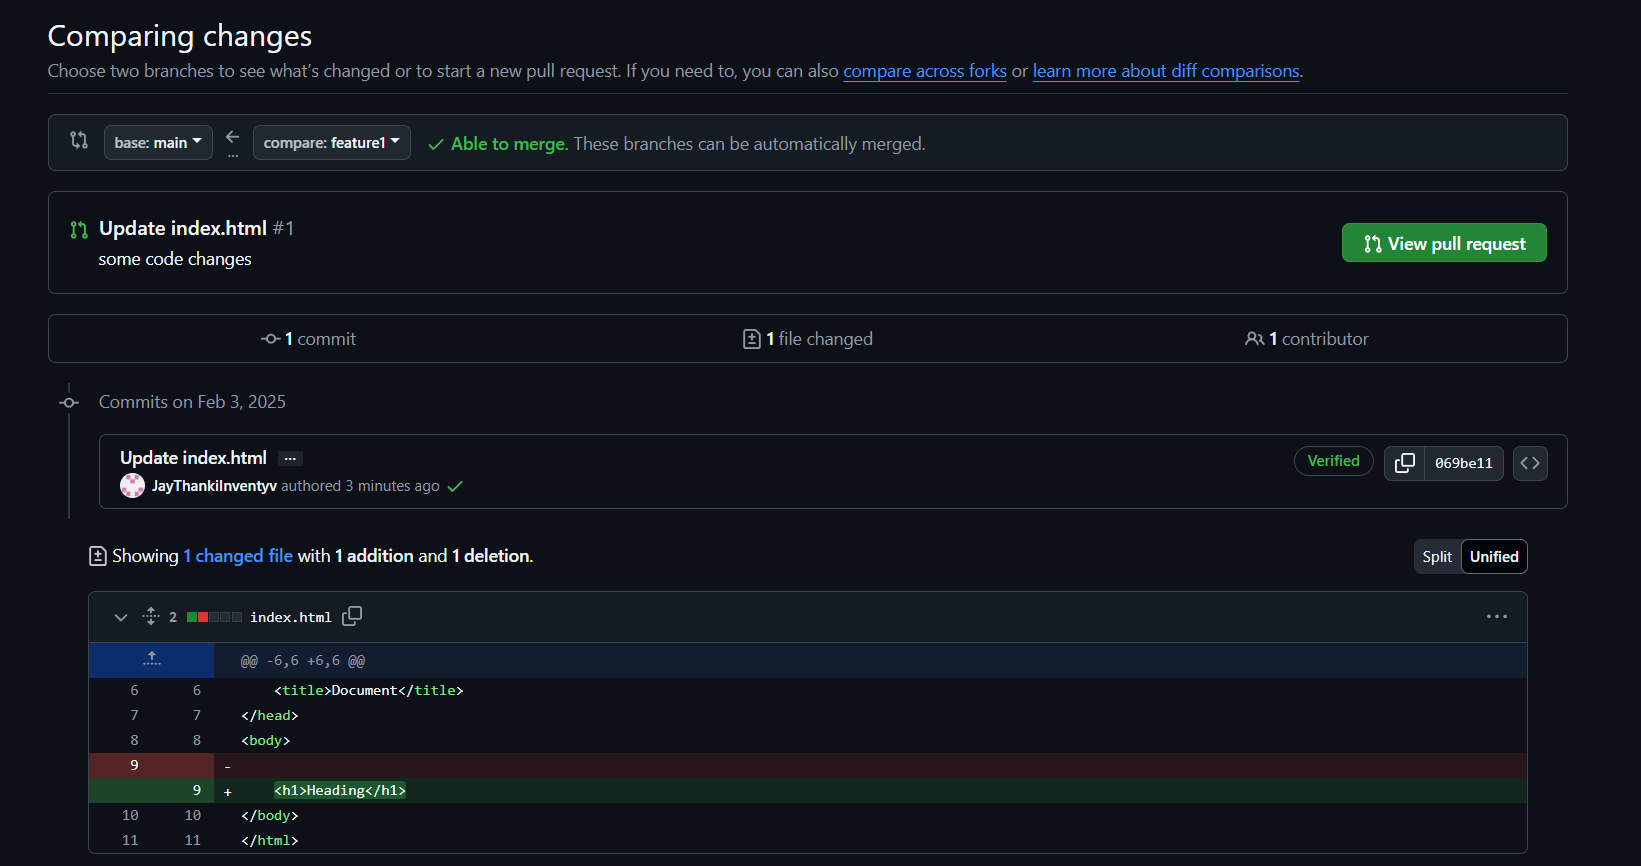 Comparing changes
Choose two branches to see what's changed or to start a new pull request. If you need to, you can also compare across forks or learn more about diff comparisons.
base: main
...
compare: feature1
Able to merge. These branches can be automatically merged.
Update index.html #1
some code changes
View pull request
1 commit
1 file changed
1 contributor
Commits on Feb 3, 2025
Update index.html ...
Verified
069be11
JayThankiInventyv authored 3 minutes ago
Showing 1 changed file with 1 addition and 1 deletion.
Split
Unified
2
index.html
@@ -6,6 +6,6 @@
6 6 <title>Document</title>
7 7 </head>
8 8 <body>
9 -
9 + <h1>Heading</h1>
10 10 </body>
11 11 </html>